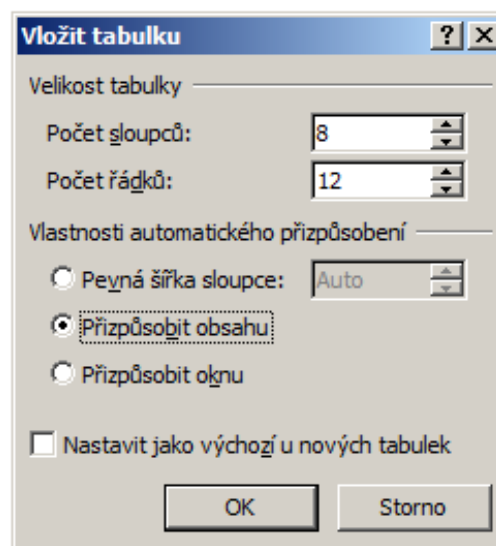 Vložit tabulku
Velikost tabulky
Počet sloupců: 8
Počet řádků: 12
Vlastnosti automatického přizpůsobení
Pevná šířka sloupce: Auto
Přizpůsobit obsahu
Přizpůsobit oknu
Nastavit jako výchozí u nových tabulek
OK Storno